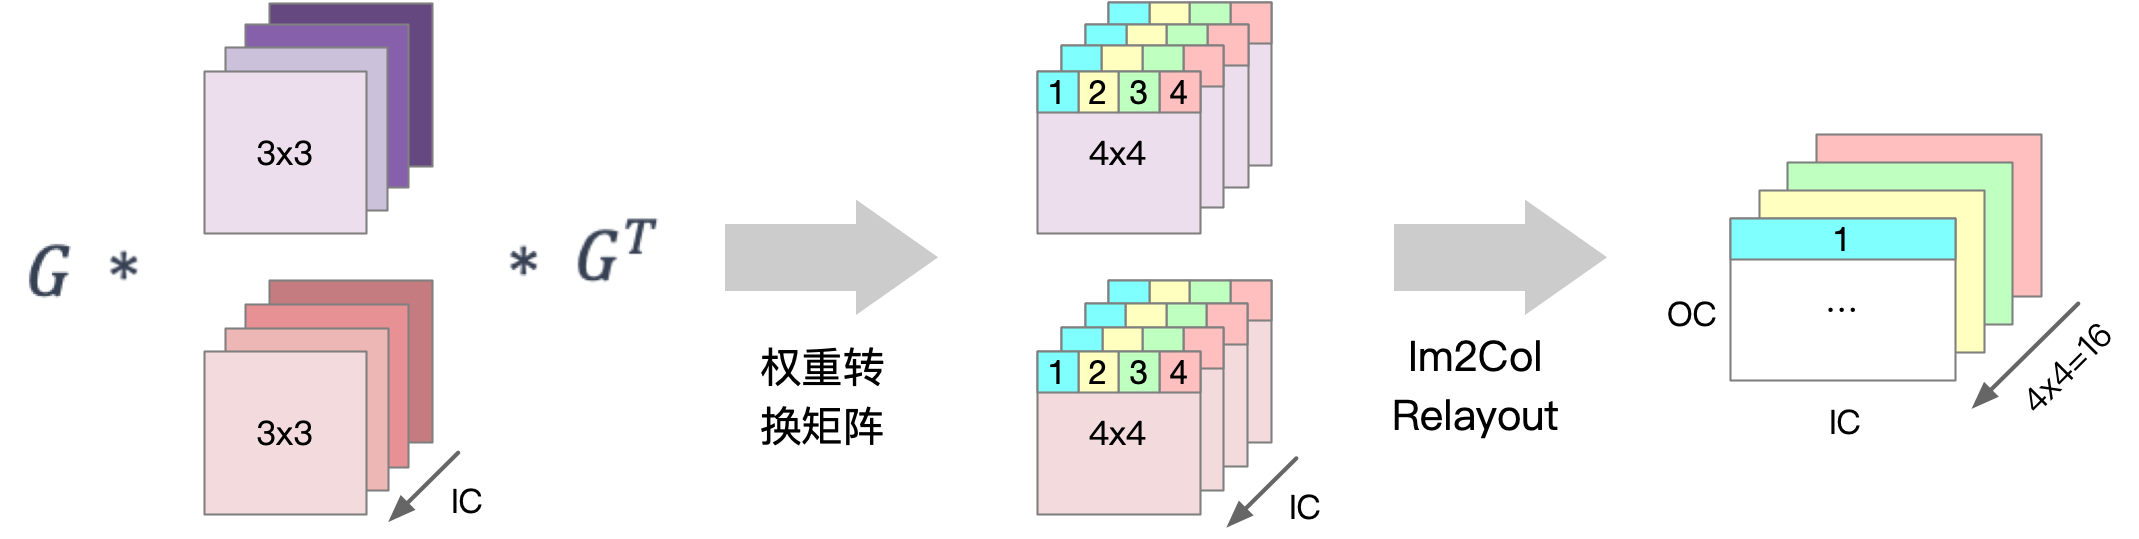 G *
3x3
3x3
IC
* G^T
权重转
换矩阵
1 2 3 4
4x4
1 2 3 4
4x4
IC
Im2Col
Relayout
1
...
OC
IC
4x4=16